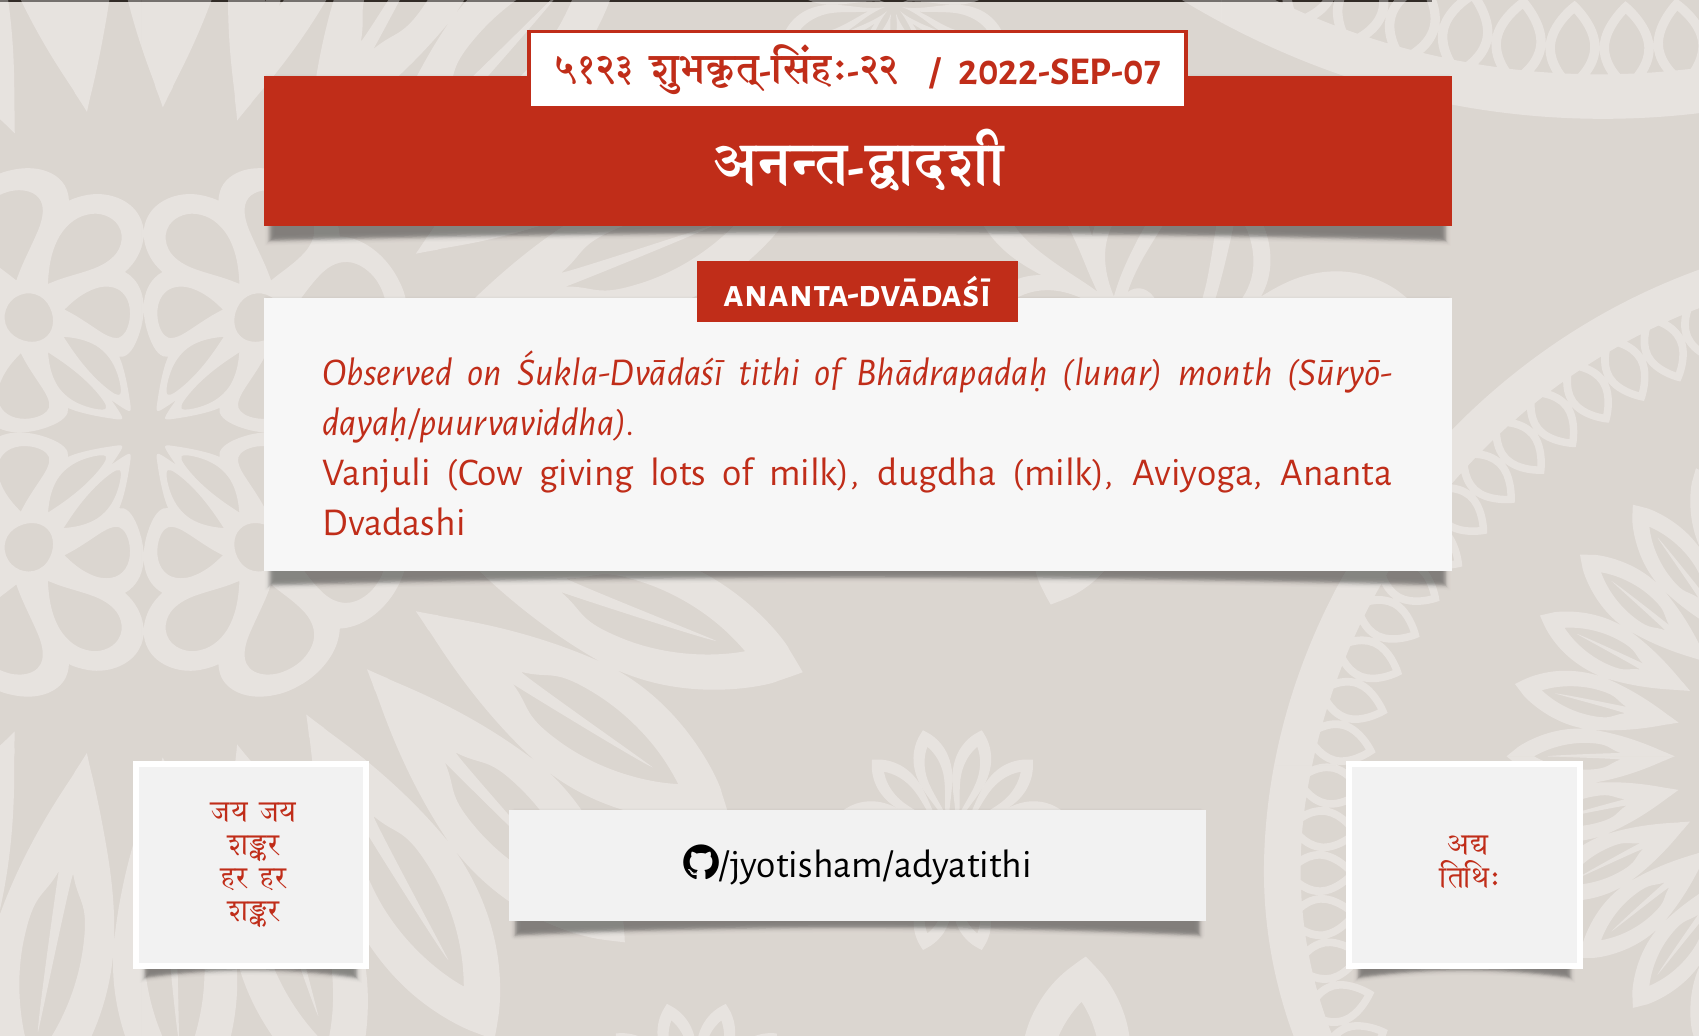 ५१२३ शुभकृत्-सिंहः-२२ / 2022-SEP-07
अनन्त-द्वादशी
ANANTA-DVĀDAŚĪ
Observed on Śukla-Dvādaśī tithi of Bhādrapadaḥ (lunar) month (Sūryō-
dayaḥ/puurvaviddha).
Vanjuli (Cow giving lots of milk), dugdha (milk), Aviyoga, Ananta
Dvadashi
जय जय
शङ्कर
हर हर
शङ्कर
/jyotisham/adyatithi
अद्य
तिथिः